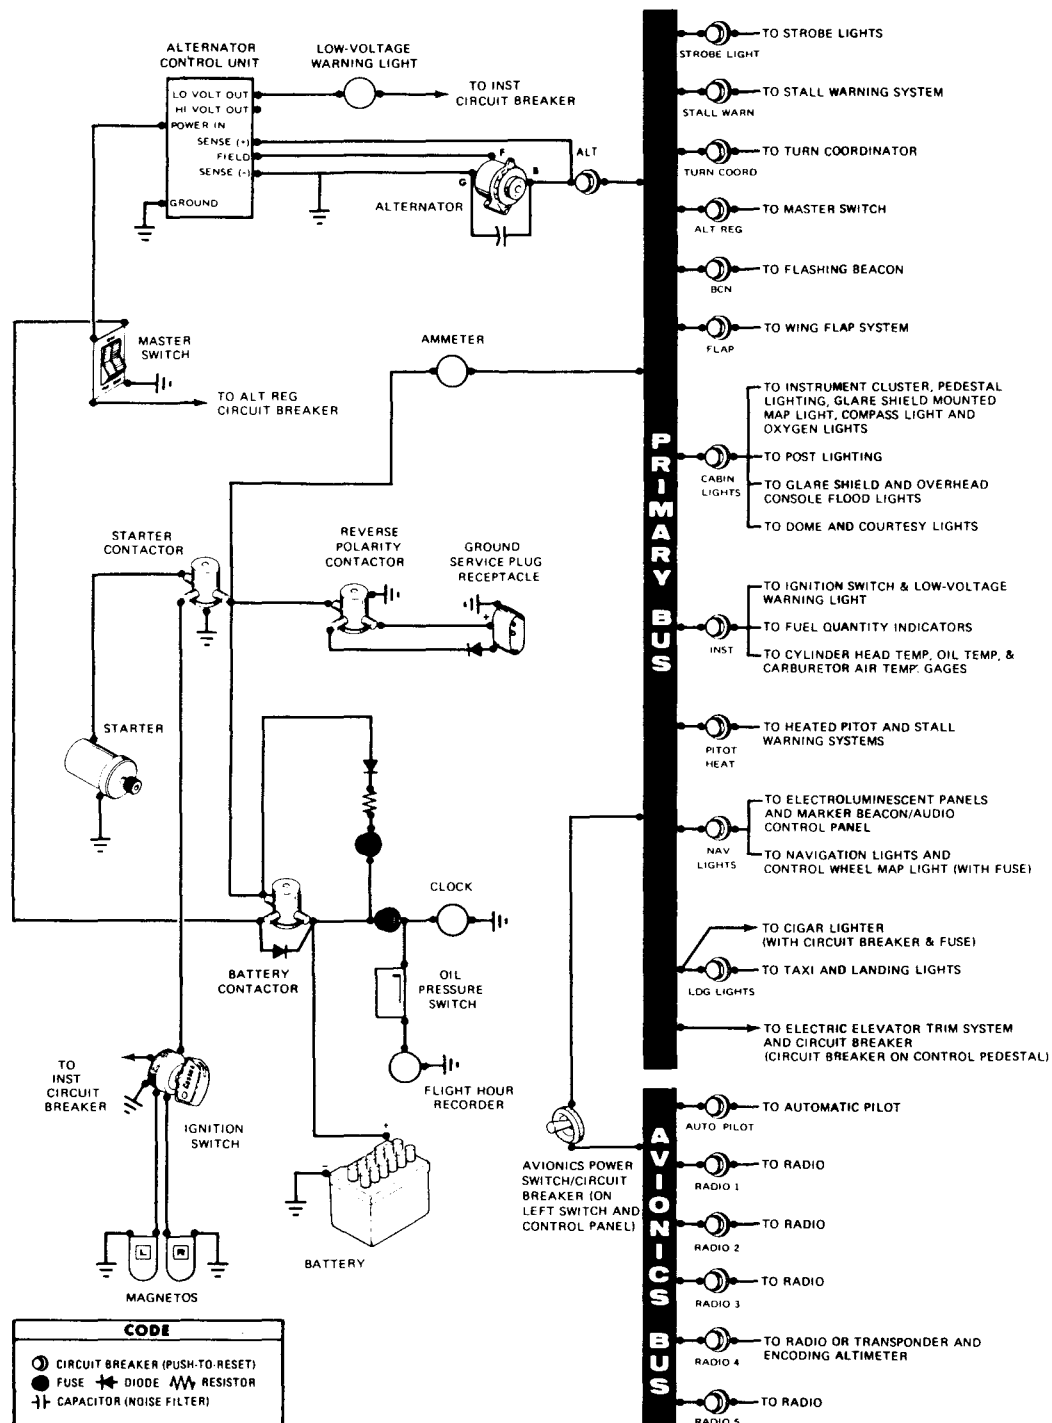 ALTERNATOR
CONTROL UNIT
LO VOLT OUT
HI VOLT OUT
POWER IN
SENSE (+)
FIELD
SENSE (-)
GROUND
LOW-VOLTAGE
WARNING LIGHT
TO INST
CIRCUIT BREAKER
F
G
B
ALT
ALTERNATOR
MASTER
SWITCH
TO ALT REG
CIRCUIT BREAKER
AMMETER
STARTER
CONTACTOR
REVERSE
POLARITY
CONTACTOR
GROUND
SERVICE PLUG
RECEPTACLE
+
STARTER
CLOCK
BATTERY
CONTACTOR
OIL
PRESSURE
SWITCH
FLIGHT HOUR
RECORDER
TO
INST
CIRCUIT
BREAKER
IGNITION
SWITCH
L
R
MAGNETOS
+
-
BATTERY
AVIONICS POWER
SWITCH/CIRCUIT
BREAKER (ON
LEFT SWITCH AND
CONTROL PANEL)
PRIMARY BUS
STROBE LIGHT
TO STROBE LIGHTS
STALL WARN
TO STALL WARNING SYSTEM
TURN COORD
TO TURN COORDINATOR
ALT REG
TO MASTER SWITCH
BCN
TO FLASHING BEACON
FLAP
TO WING FLAP SYSTEM
CABIN
LIGHTS
TO INSTRUMENT CLUSTER, PEDESTAL
LIGHTING, GLARE SHIELD MOUNTED
MAP LIGHT, COMPASS LIGHT AND
OXYGEN LIGHTS
TO POST LIGHTING
TO GLARE SHIELD AND OVERHEAD
CONSOLE FLOOD LIGHTS
TO DOME AND COURTESY LIGHTS
INST
TO IGNITION SWITCH & LOW-VOLTAGE
WARNING LIGHT
TO FUEL QUANTITY INDICATORS
TO CYLINDER HEAD TEMP, OIL TEMP, &
CARBURETOR AIR TEMP. GAGES
PITOT
HEAT
TO HEATED PITOT AND STALL
WARNING SYSTEMS
NAV
LIGHTS
TO ELECTROLUMINESCENT PANELS
AND MARKER BEACON/AUDIO
CONTROL PANEL
TO NAVIGATION LIGHTS AND
CONTROL WHEEL MAP LIGHT (WITH FUSE)
TO CIGAR LIGHTER
(WITH CIRCUIT BREAKER & FUSE)
LDG LIGHTS
TO TAXI AND LANDING LIGHTS
TO ELECTRIC ELEVATOR TRIM SYSTEM
AND CIRCUIT BREAKER
(CIRCUIT BREAKER ON CONTROL PEDESTAL)
AVIONICS BUS
AUTO PILOT
TO AUTOMATIC PILOT
RADIO 1
TO RADIO
RADIO 2
TO RADIO
RADIO 3
TO RADIO
RADIO 4
TO RADIO OR TRANSPONDER AND
ENCODING ALTIMETER
RADIO 5
TO RADIO
CODE
CIRCUIT BREAKER (PUSH-TO-RESET)
FUSE DIODE RESISTOR
CAPACITOR (NOISE FILTER)